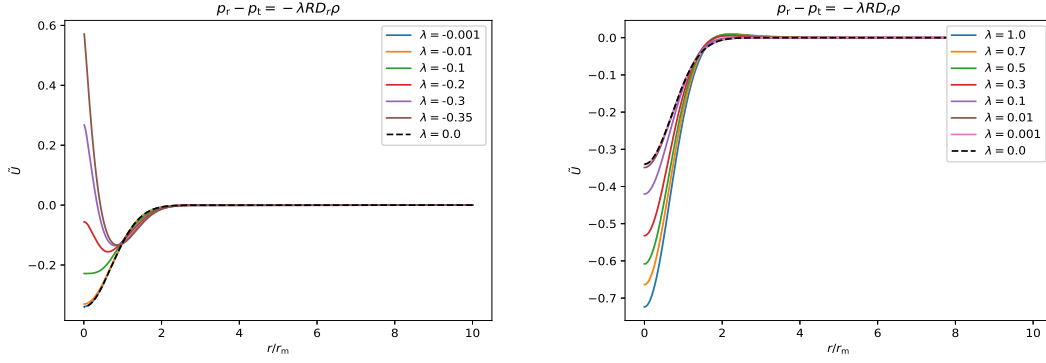 p_r − p_t = −λRD_rρ
0.6
0.4
0.2
0.0
−0.2
Ũ
0
2
4
6
8
10
r/r_m
λ = -0.001
λ = -0.01
λ = -0.1
λ = -0.2
λ = -0.3
λ = -0.35
λ = 0.0
p_r − p_t = −λRD_rρ
0.0
−0.1
−0.2
−0.3
−0.4
−0.5
−0.6
−0.7
Ũ
0
2
4
6
8
10
r/r_m
λ = 1.0
λ = 0.7
λ = 0.5
λ = 0.3
λ = 0.1
λ = 0.01
λ = 0.001
λ = 0.0